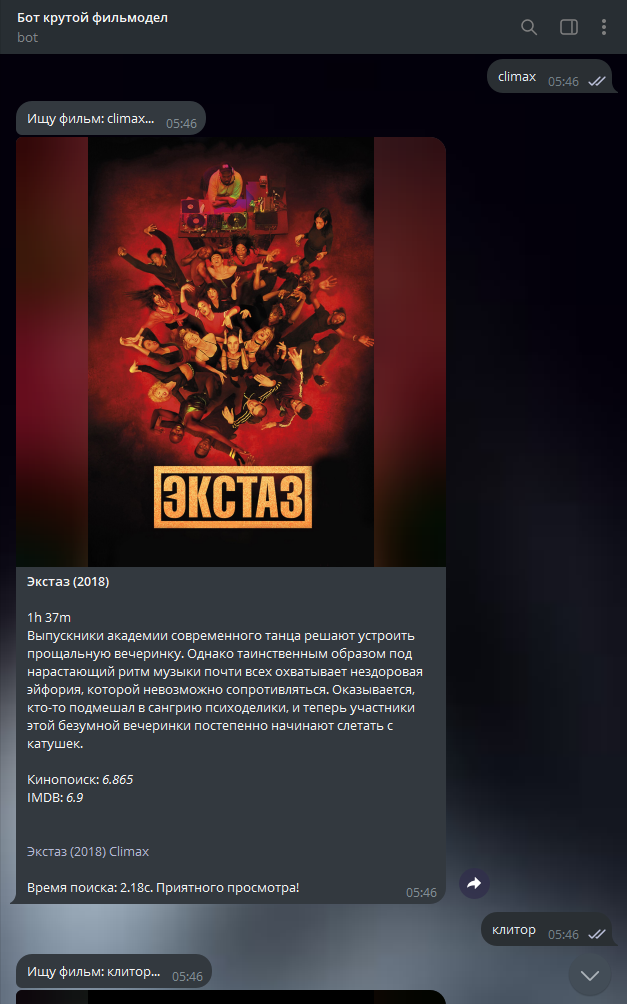 Бот крутой фильмодел
bot
climax 05:46
Ищу фильм: climax... 05:46
ЭКСТАЗ
Экстаз (2018)
1h 37m
Выпускники академии современного танца решают устроить
прощальную вечеринку. Однако таинственным образом под
нарастающий ритм музыки почти всех охватывает нездоровая
эйфория, которой невозможно сопротивляться. Оказывается,
кто-то подмешал в сангрию психоделики, и теперь участники
этой безумной вечеринки постепенно начинают слетать с
катушек.
Кинопоиск: 6.865
IMDB: 6.9
Экстаз (2018) Climax
Время поиска: 2.18с. Приятного просмотра! 05:46
клитор 05:46
Ищу фильм: клитор... 05:46